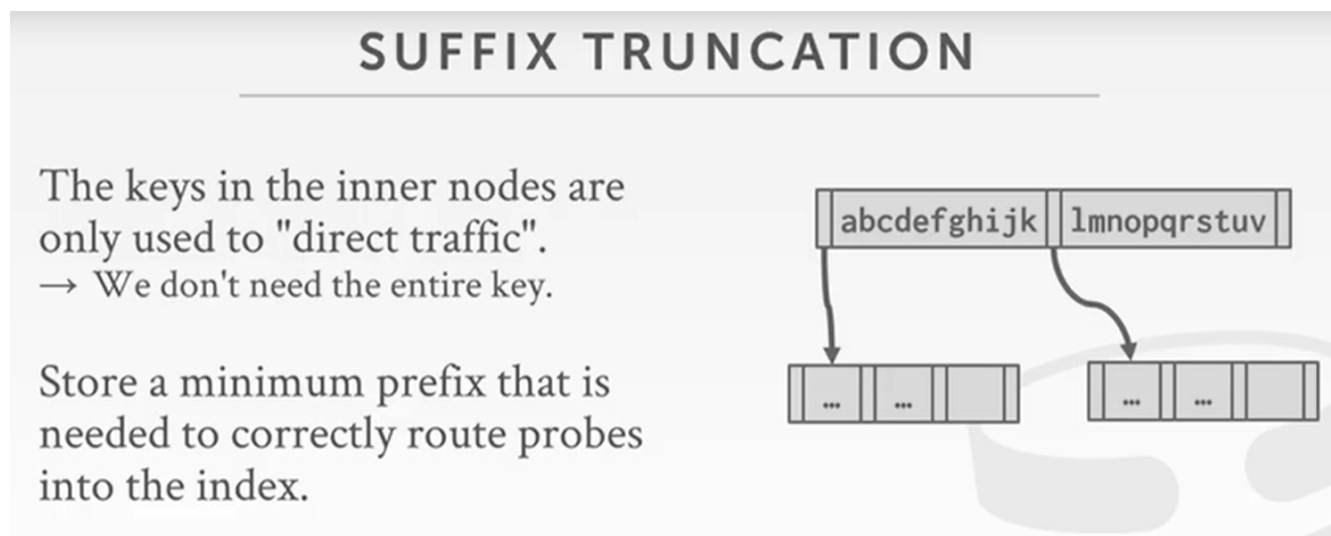 SUFFIX TRUNCATION
The keys in the inner nodes are
only used to "direct traffic".
→ We don't need the entire key.
Store a minimum prefix that is
needed to correctly route probes
into the index.
abcdefghijk lmnopqrstuv
... ... ... ...